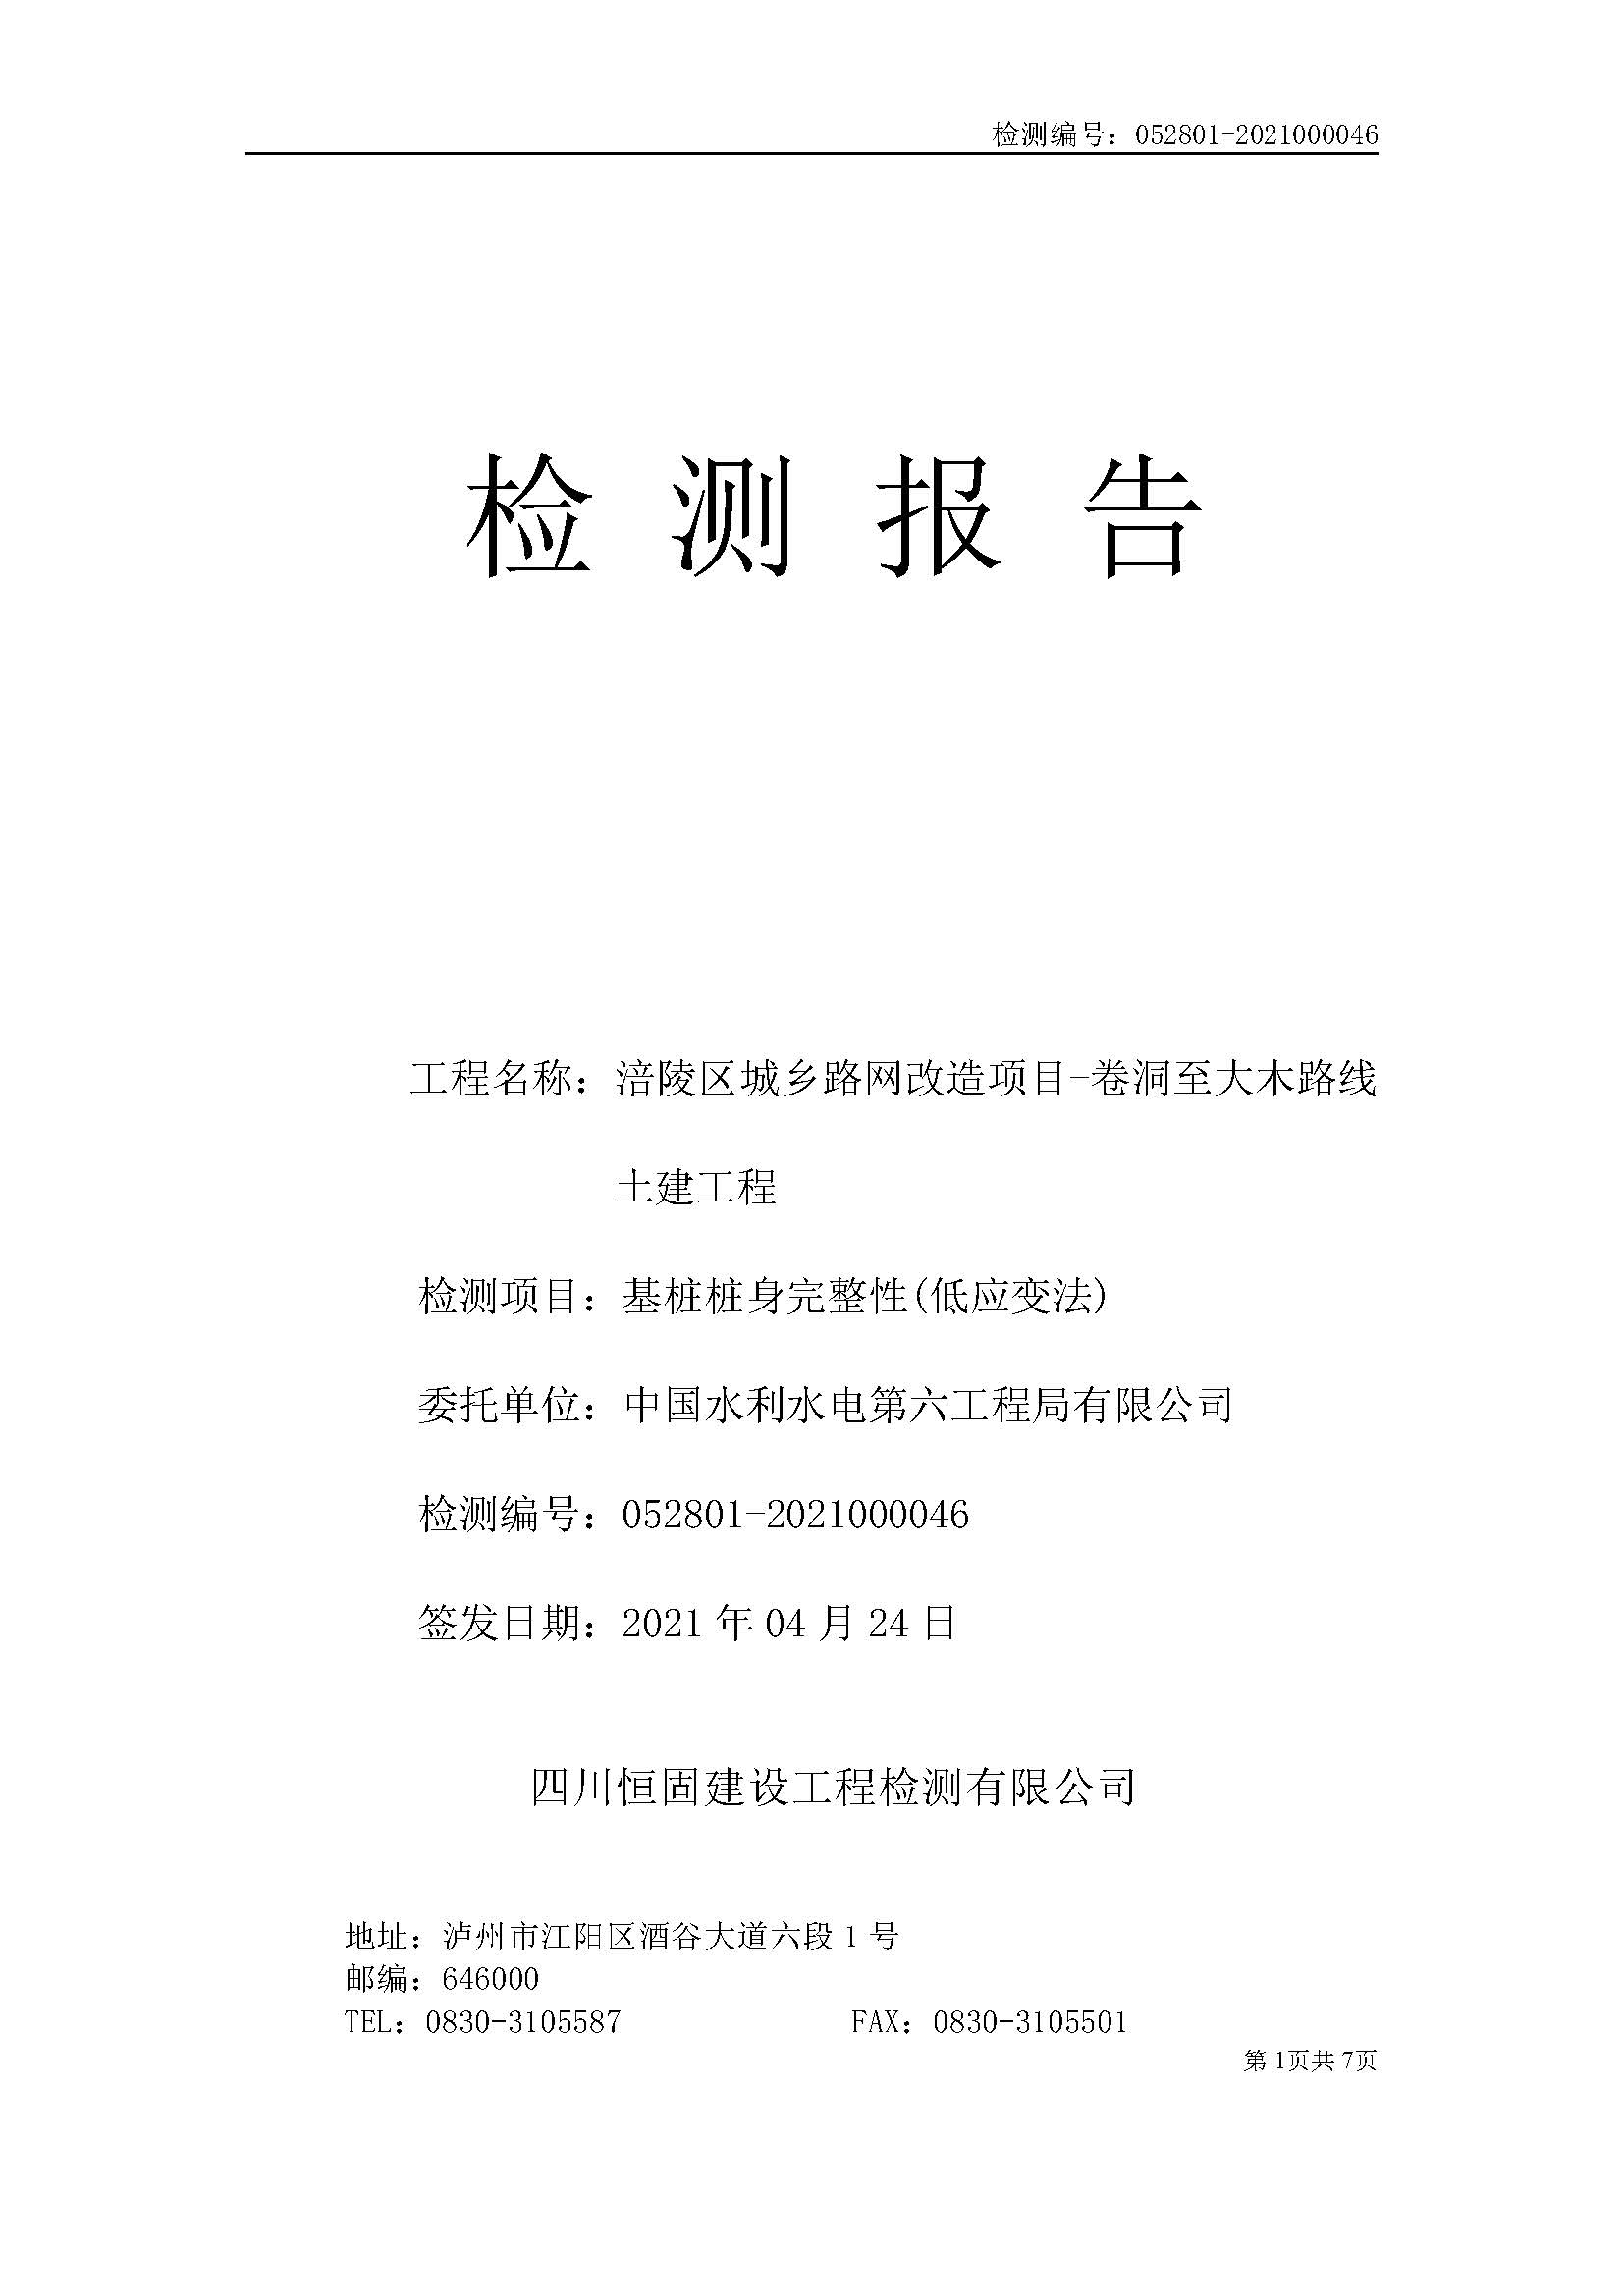 检测编号：052801-2021000046
检 测 报 告
工程名称：涪陵区城乡路网改造项目-卷洞至大木路线
土建工程
检测项目：基桩桩身完整性(低应变法)
委托单位：中国水利水电第六工程局有限公司
检测编号：052801-2021000046
签发日期：2021 年 04 月 24 日
四川恒固建设工程检测有限公司
地址：泸州市江阳区酒谷大道六段 1 号
邮编：646000
TEL：0830-3105587 FAX：0830-3105501
第 1页共 7页